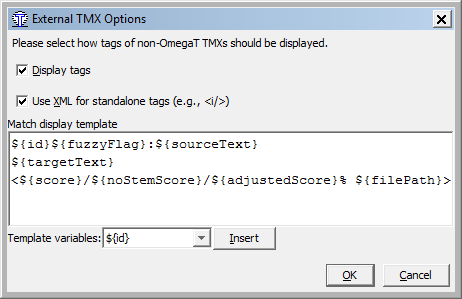 External TMX Options
Please select how tags of non-OmegaT TMXs should be displayed.
Display tags
Use XML for standalone tags (e.g., <i/>)
Match display template
${id}${fuzzyFlag}:${sourceText}
${targetText}
<${score}/${noStemScore}/${adjustedScore}% ${filePath}>
Template variables: ${id} Insert
OK Cancel